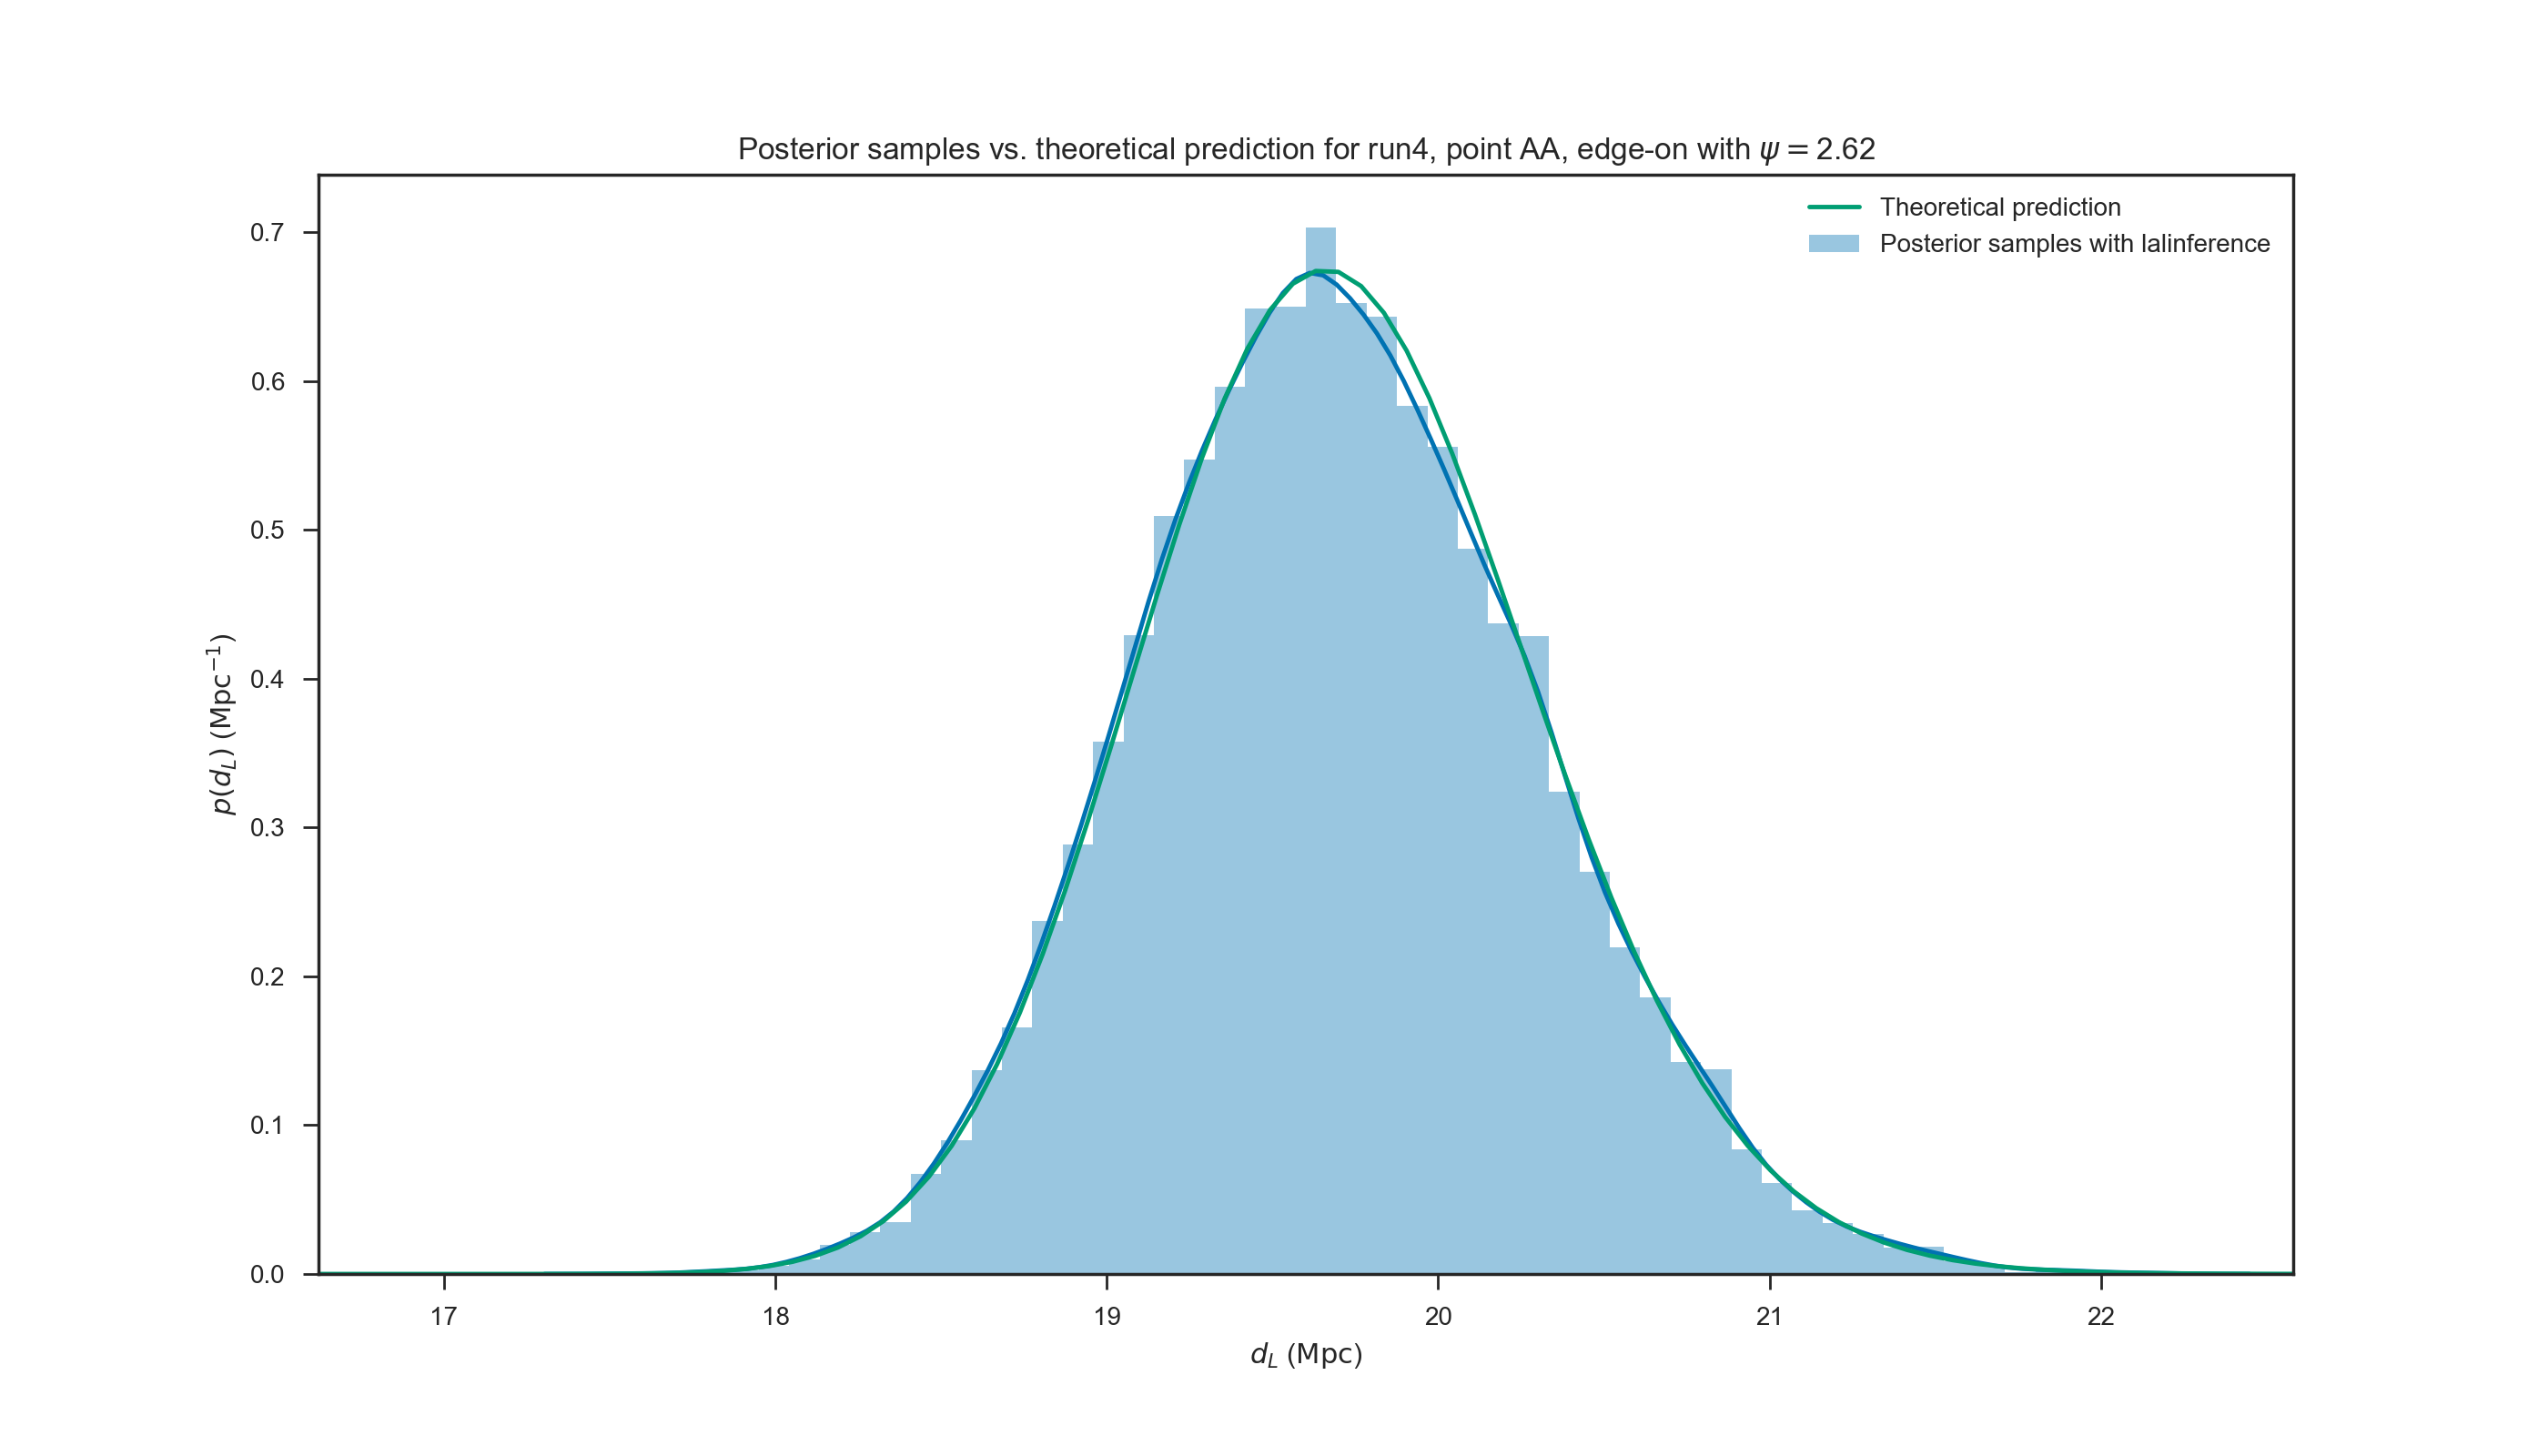 Posterior samples vs. theoretical prediction for run4, point AA, edge-on with ψ = 2.62
Theoretical prediction
Posterior samples with lalinference
0.7
0.6
0.5
0.4
0.3
0.2
0.1
0.0
p(d_L) (Mpc⁻¹)
17 18 19 20 21 22
d_L (Mpc)